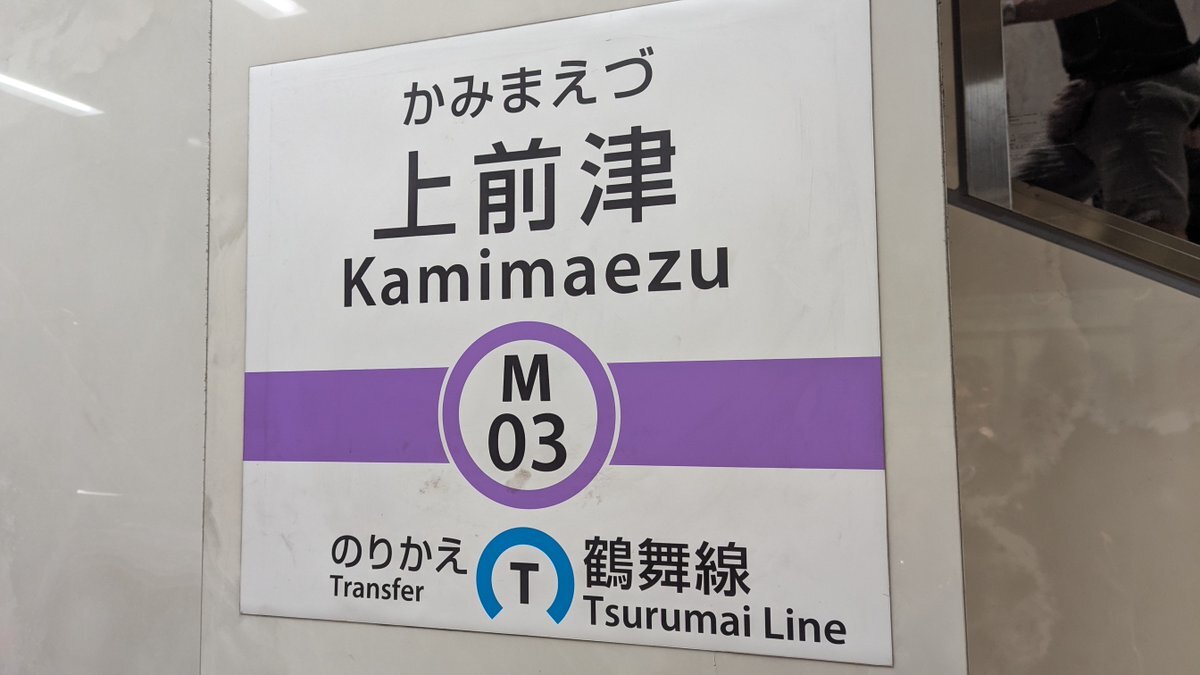 かみまえづ
上前津
Kamimaezu
M
03
のりかえ
Transfer
T
鶴舞線
Tsurumai Line